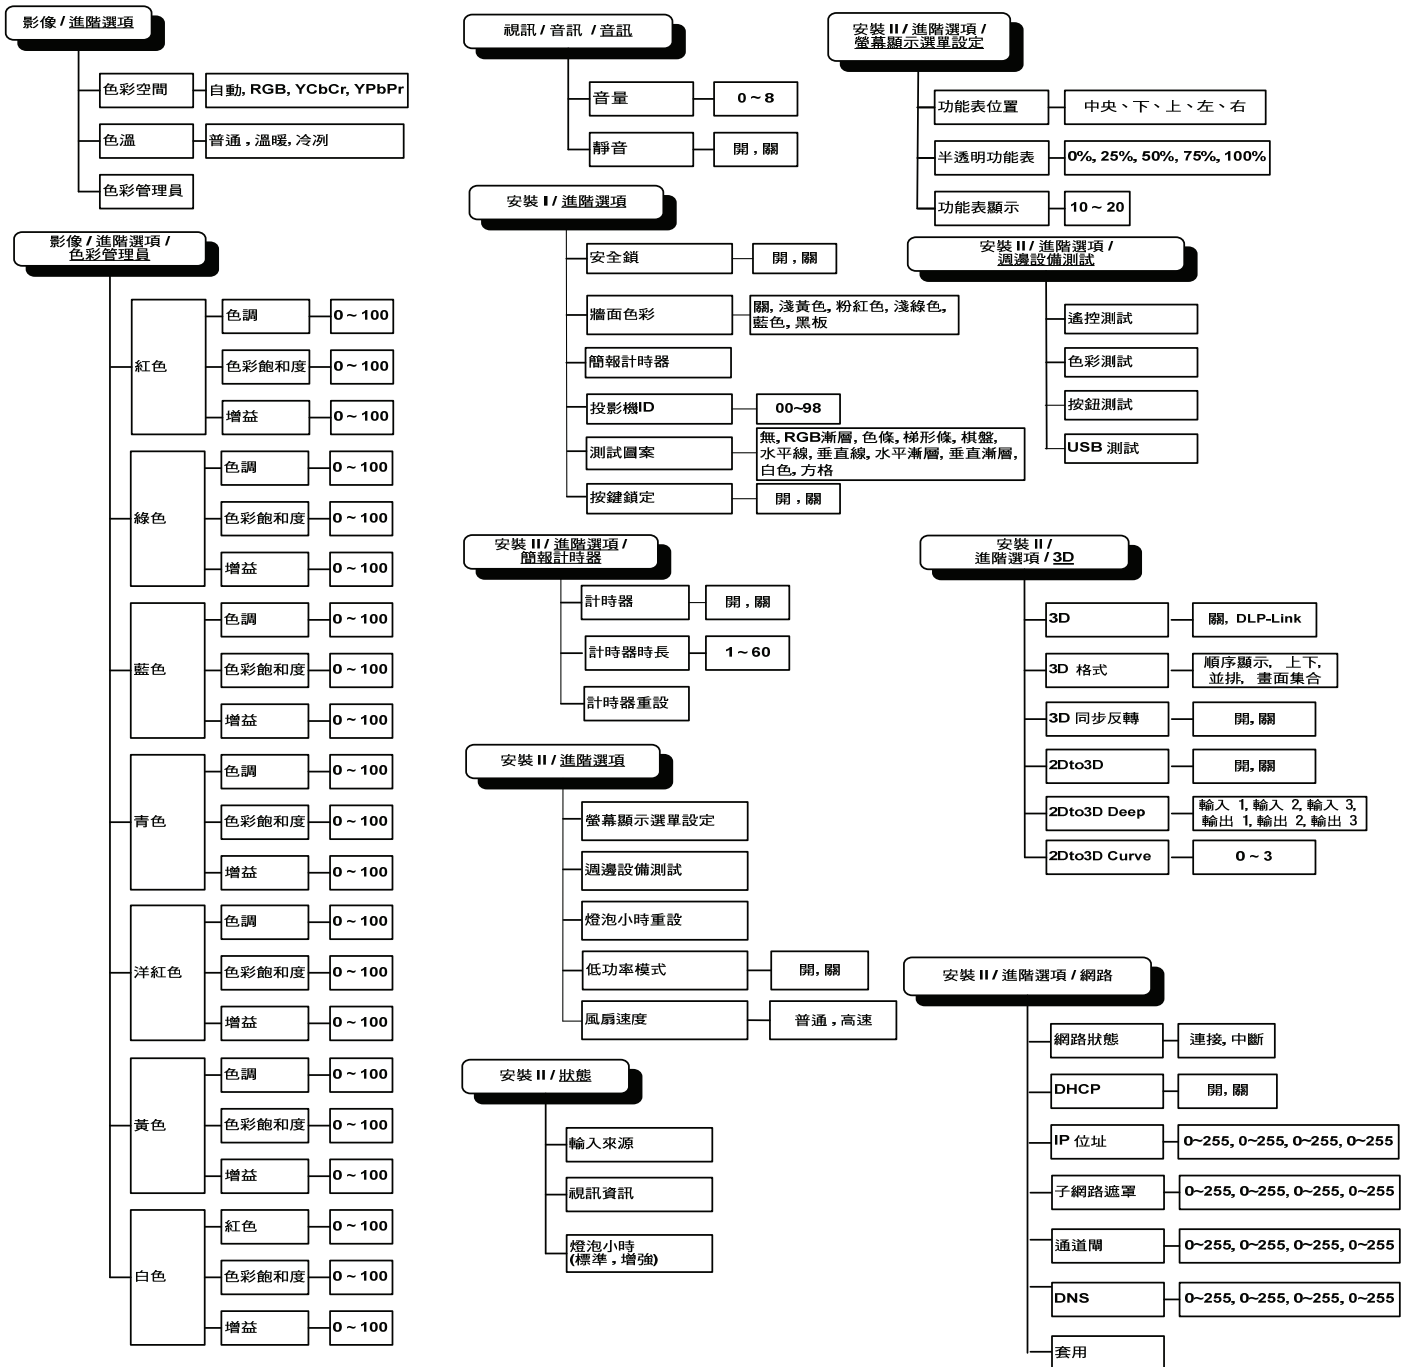 影像 / 進階選項
色彩空間
自動, RGB, YCbCr, YPbPr
色溫
普通 , 溫暖, 冷冽
色彩管理員
影像 / 進階選項 /
色彩管理員
紅色
色調
0 ~ 100
色彩飽和度
0 ~ 100
增益
0 ~ 100
綠色
色調
0 ~ 100
色彩飽和度
0 ~ 100
增益
0 ~ 100
藍色
色調
0 ~ 100
色彩飽和度
0 ~ 100
增益
0 ~ 100
青色
色調
0 ~ 100
色彩飽和度
0 ~ 100
增益
0 ~ 100
洋紅色
色調
0 ~ 100
色彩飽和度
0 ~ 100
增益
0 ~ 100
黃色
色調
0 ~ 100
色彩飽和度
0 ~ 100
增益
0 ~ 100
白色
紅色
0 ~ 100
色彩飽和度
0 ~ 100
增益
0 ~ 100
視訊 / 音訊 / 音訊
音量
0 ~ 8
靜音
開 , 關
安裝 I / 進階選項
安全鎖
開 , 關
牆面色彩
關, 淺黃色, 粉紅色, 淺綠色,
藍色, 黑板
簡報計時器
投影機ID
00~98
測試圖案
無, RGB漸層, 色條, 梯形條, 棋盤,
水平線, 垂直線, 水平漸層, 垂直漸層,
白色, 方格
按鍵鎖定
開 , 關
安裝 II / 進階選項 /
簡報計時器
計時器
開 , 關
計時器時長
1 ~ 60
計時器重設
安裝 II / 進階選項
螢幕顯示選單設定
週邊設備測試
燈泡小時重設
低功率模式
開, 關
風扇速度
普通 , 高速
安裝 II / 狀態
輸入來源
視訊資訊
燈泡小時
(標準 , 增強)
安裝 II / 進階選項 /
螢幕顯示選單設定
功能表位置
中央、下、上、左、右
半透明功能表
0%, 25%, 50%, 75%, 100%
功能表顯示
10 ~ 20
安裝 II / 進階選項 /
週邊設備測試
遙控測試
色彩測試
按鈕測試
USB 測試
安裝 II /
進階選項 / 3D
3D
關, DLP-Link
3D 格式
順序顯示, 上下,
並排, 畫面集合
3D 同步反轉
開, 關
2Dto3D
開, 關
2Dto3D Deep
輸入 1, 輸入 2, 輸入 3,
輸出 1, 輸出 2, 輸出 3
2Dto3D Curve
0 ~ 3
安裝 II / 進階選項 / 網路
網路狀態
連接, 中斷
DHCP
開, 關
IP 位址
0~255, 0~255, 0~255, 0~255
子網路遮罩
0~255, 0~255, 0~255, 0~255
通道閘
0~255, 0~255, 0~255, 0~255
DNS
0~255, 0~255, 0~255, 0~255
套用